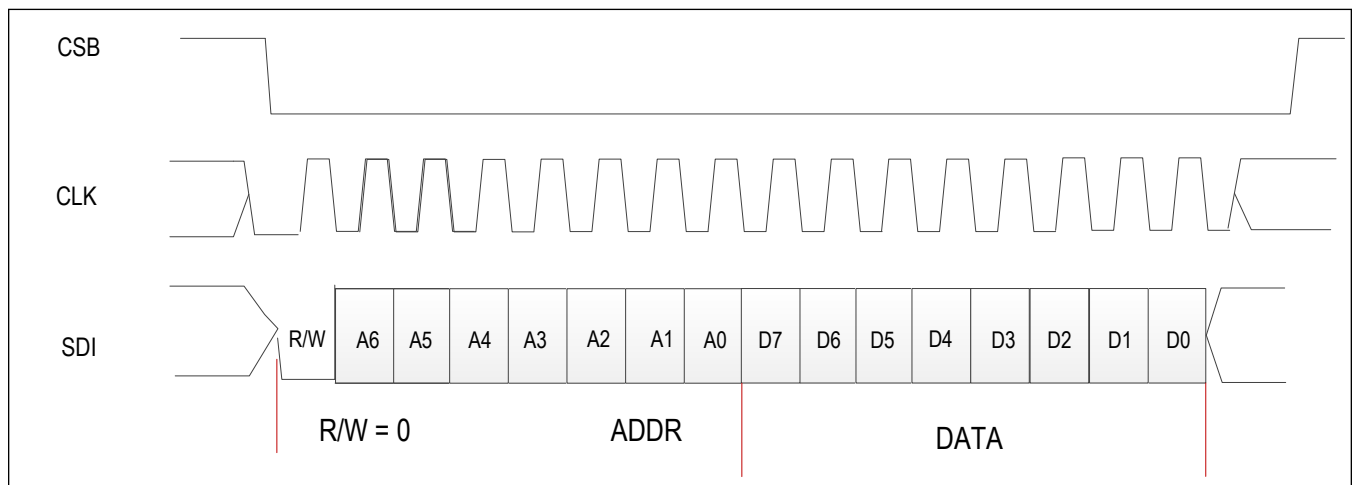 CSB
CLK
SDI R/W A6 A5 A4 A3 A2 A1 A0 D7 D6 D5 D4 D3 D2 D1 D0
R/W = 0 ADDR DATA